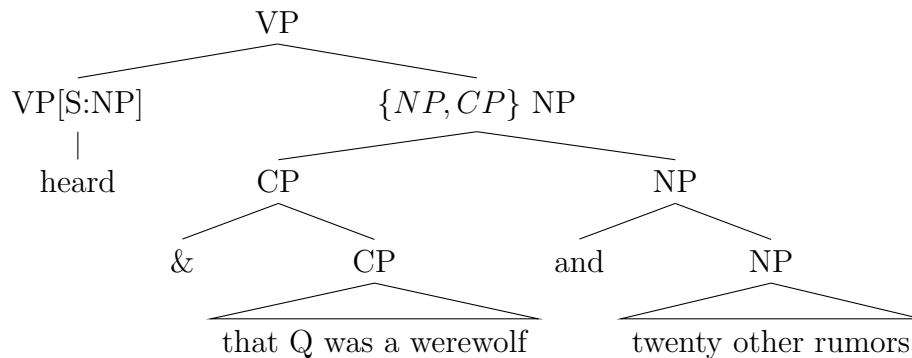 VP
VP[S:NP] {NP, CP} NP
heard CP NP
& CP and NP
that Q was a werewolf twenty other rumors